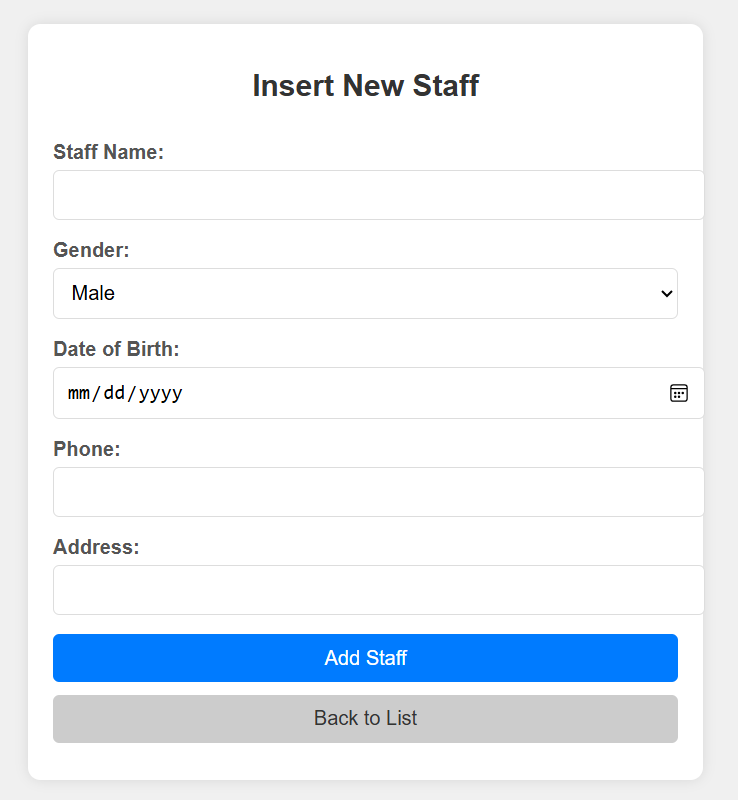 Insert New Staff
Staff Name:
Gender:
Male
Date of Birth:
mm/dd/yyyy
Phone:
Address:
Add Staff
Back to List